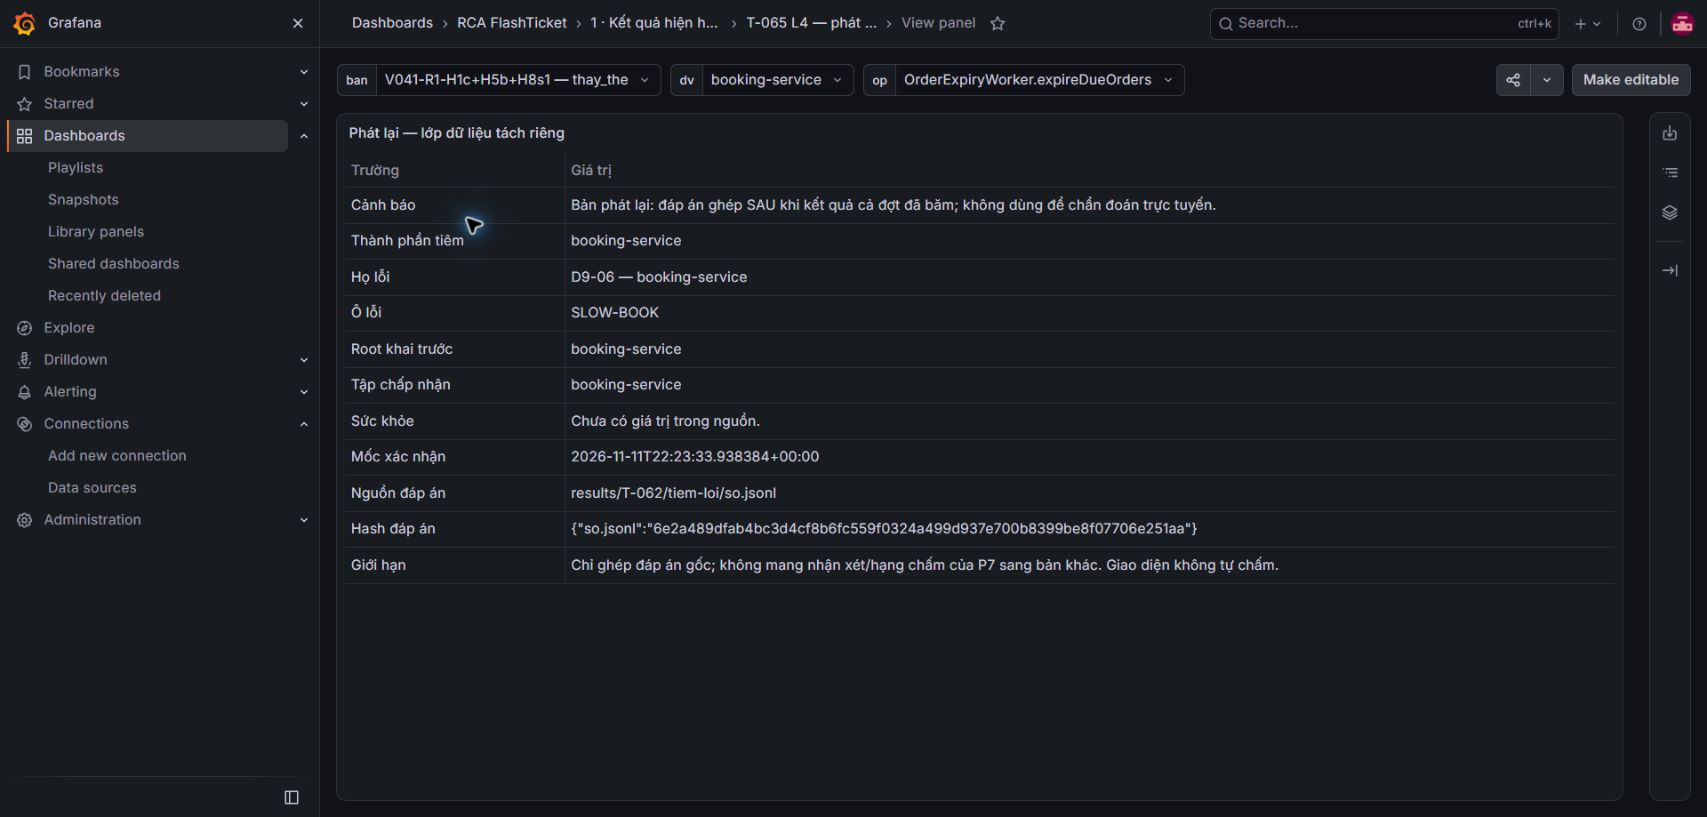 Grafana
Dashboards › RCA FlashTicket › 1 · Kết quả hiện h... › T-065 L4 — phát ... › View panel
Search... ctrl+k
Bookmarks
Starred
Dashboards
Playlists
Snapshots
Library panels
Shared dashboards
Recently deleted
Explore
Drilldown
Alerting
Connections
Add new connection
Data sources
Administration
ban V041-R1-H1c+H5b+H8s1 — thay_the dv booking-service op OrderExpiryWorker.expireDueOrders
Make editable
Phát lại — lớp dữ liệu tách riêng
Trường Giá trị
Cảnh báo Bản phát lại: đáp án ghép SAU khi kết quả cả đợt đã băm; không dùng để chẩn đoán trực tuyến.
Thành phần tiêm booking-service
Họ lỗi D9-06 — booking-service
Ô lỗi SLOW-BOOK
Root khai trước booking-service
Tập chấp nhận booking-service
Sức khỏe Chưa có giá trị trong nguồn.
Mốc xác nhận 2026-11-11T22:23:33.938384+00:00
Nguồn đáp án results/T-062/tiem-loi/so.jsonl
Hash đáp án {"so.jsonl":"6e2a489dfab4bc3d4cf8b6fc559f0324a499d937e700b8399be8f07706e251aa"}
Giới hạn Chỉ ghép đáp án gốc; không mang nhận xét/hạng chấm của P7 sang bản khác. Giao diện không tự chấm.